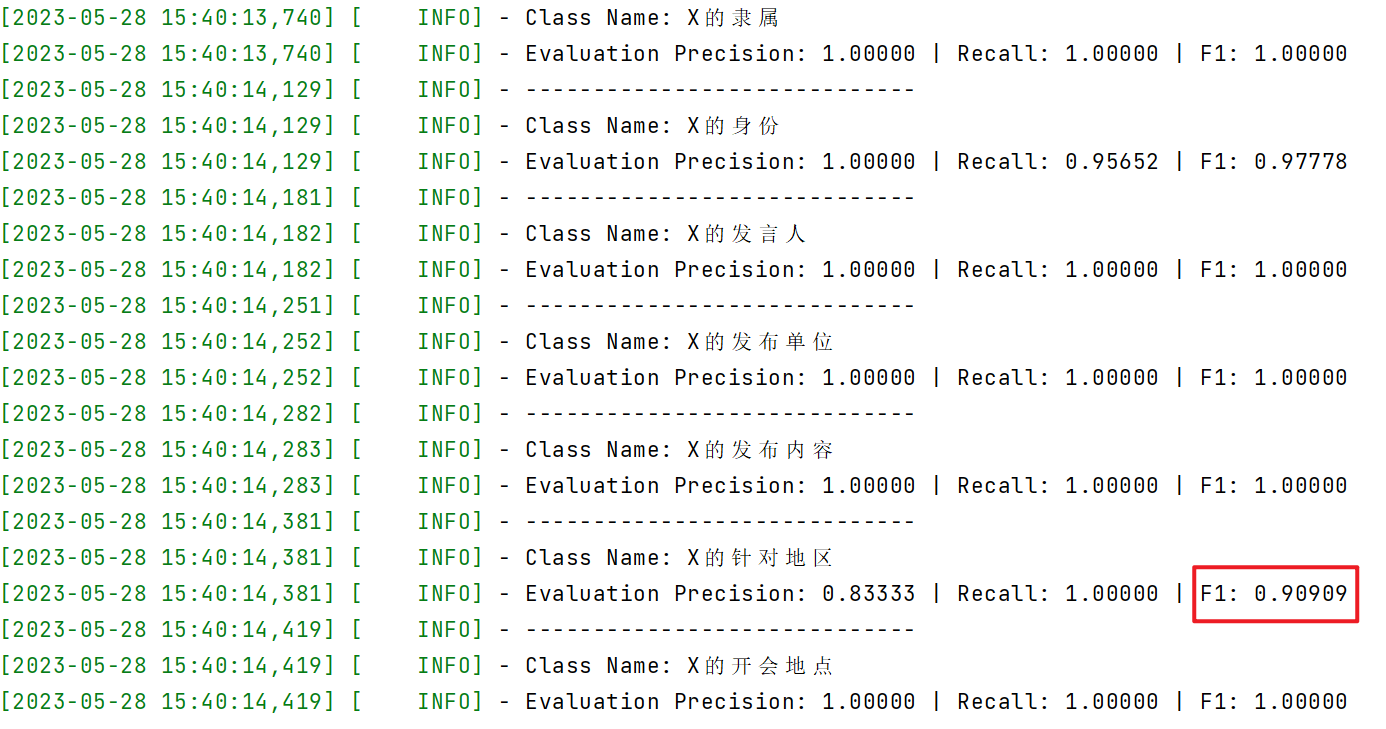 [2023-05-28 15:40:13,740] [    INFO] - Class Name: X的隶属
[2023-05-28 15:40:13,740] [    INFO] - Evaluation Precision: 1.00000 | Recall: 1.00000 | F1: 1.00000
[2023-05-28 15:40:14,129] [    INFO] - -----------------------------
[2023-05-28 15:40:14,129] [    INFO] - Class Name: X的身份
[2023-05-28 15:40:14,129] [    INFO] - Evaluation Precision: 1.00000 | Recall: 0.95652 | F1: 0.97778
[2023-05-28 15:40:14,181] [    INFO] - -----------------------------
[2023-05-28 15:40:14,182] [    INFO] - Class Name: X的发言人
[2023-05-28 15:40:14,182] [    INFO] - Evaluation Precision: 1.00000 | Recall: 1.00000 | F1: 1.00000
[2023-05-28 15:40:14,251] [    INFO] - -----------------------------
[2023-05-28 15:40:14,252] [    INFO] - Class Name: X的发布单位
[2023-05-28 15:40:14,252] [    INFO] - Evaluation Precision: 1.00000 | Recall: 1.00000 | F1: 1.00000
[2023-05-28 15:40:14,282] [    INFO] - -----------------------------
[2023-05-28 15:40:14,283] [    INFO] - Class Name: X的发布内容
[2023-05-28 15:40:14,283] [    INFO] - Evaluation Precision: 1.00000 | Recall: 1.00000 | F1: 1.00000
[2023-05-28 15:40:14,381] [    INFO] - -----------------------------
[2023-05-28 15:40:14,381] [    INFO] - Class Name: X的针对地区
[2023-05-28 15:40:14,381] [    INFO] - Evaluation Precision: 0.83333 | Recall: 1.00000 | F1: 0.90909
[2023-05-28 15:40:14,419] [    INFO] - -----------------------------
[2023-05-28 15:40:14,419] [    INFO] - Class Name: X的开会地点
[2023-05-28 15:40:14,419] [    INFO] - Evaluation Precision: 1.00000 | Recall: 1.00000 | F1: 1.00000